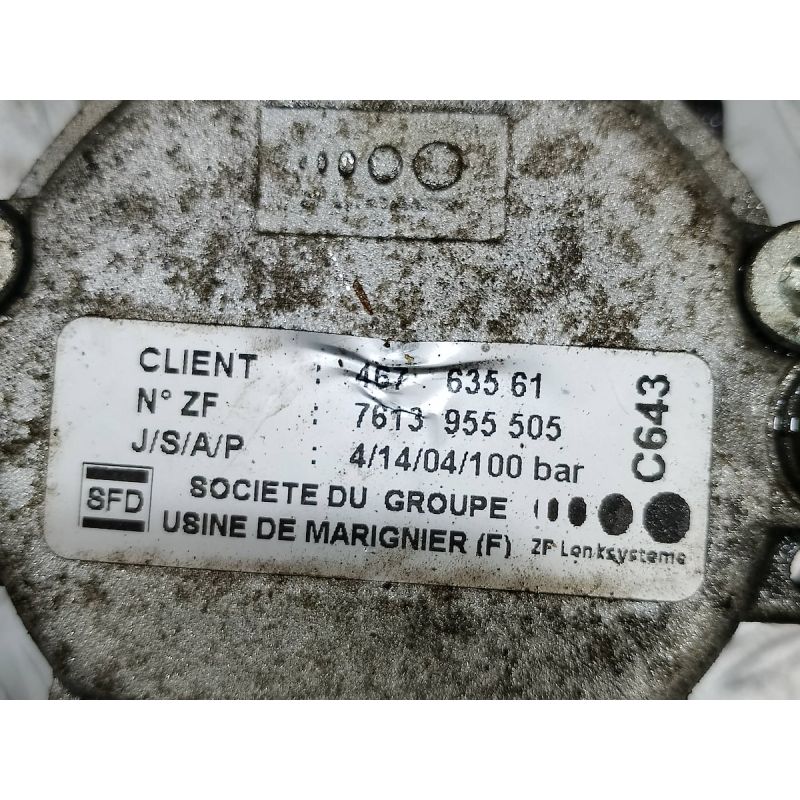 CLIENT : 467 635 61
N° ZF : 7613 955 505
J/S/A/P : 4/14/04/100 bar
C643
SFD
SOCIETE DU GROUPE
USINE DE MARIGNIER (F)
ZF Lenksysteme